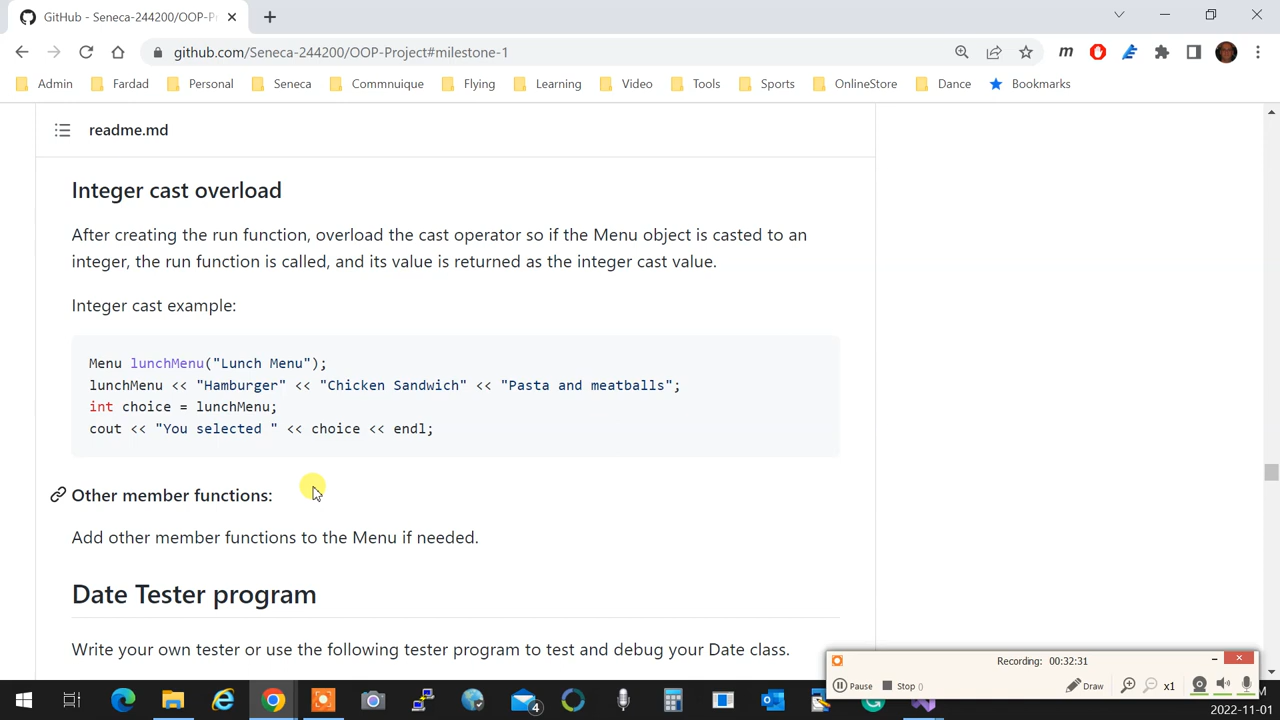 GitHub - Seneca-244200/OOP-P
github.com/Seneca-244200/OOP-Project#milestone-1
m
Admin Fardad Personal Seneca Commnuique Flying Learning Video Tools Sports OnlineStore Dance Bookmarks
readme.md
Integer cast overload
After creating the run function, overload the cast operator so if the Menu object is casted to an
integer, the run function is called, and its value is returned as the integer cast value.
Integer cast example:
Menu lunchMenu("Lunch Menu");
lunchMenu << "Hamburger" << "Chicken Sandwich" << "Pasta and meatballs";
int choice = lunchMenu;
cout << "You selected " << choice << endl;
Other member functions:
Add other member functions to the Menu if needed.
Date Tester program
Write your own tester or use the following tester program to test and debug your Date class.
Recording: 00:32:31
Pause Stop () Draw x1
4
2022-11-01